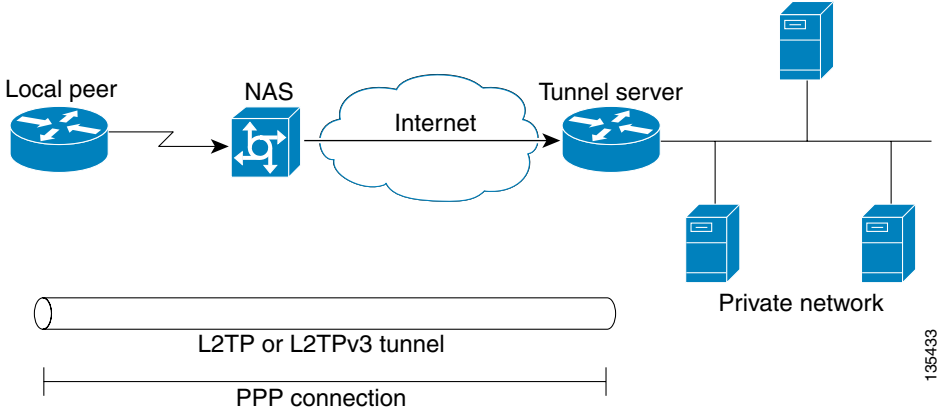 Local peer
NAS
Internet
Tunnel server
Private network
L2TP or L2TPv3 tunnel
PPP connection
135433